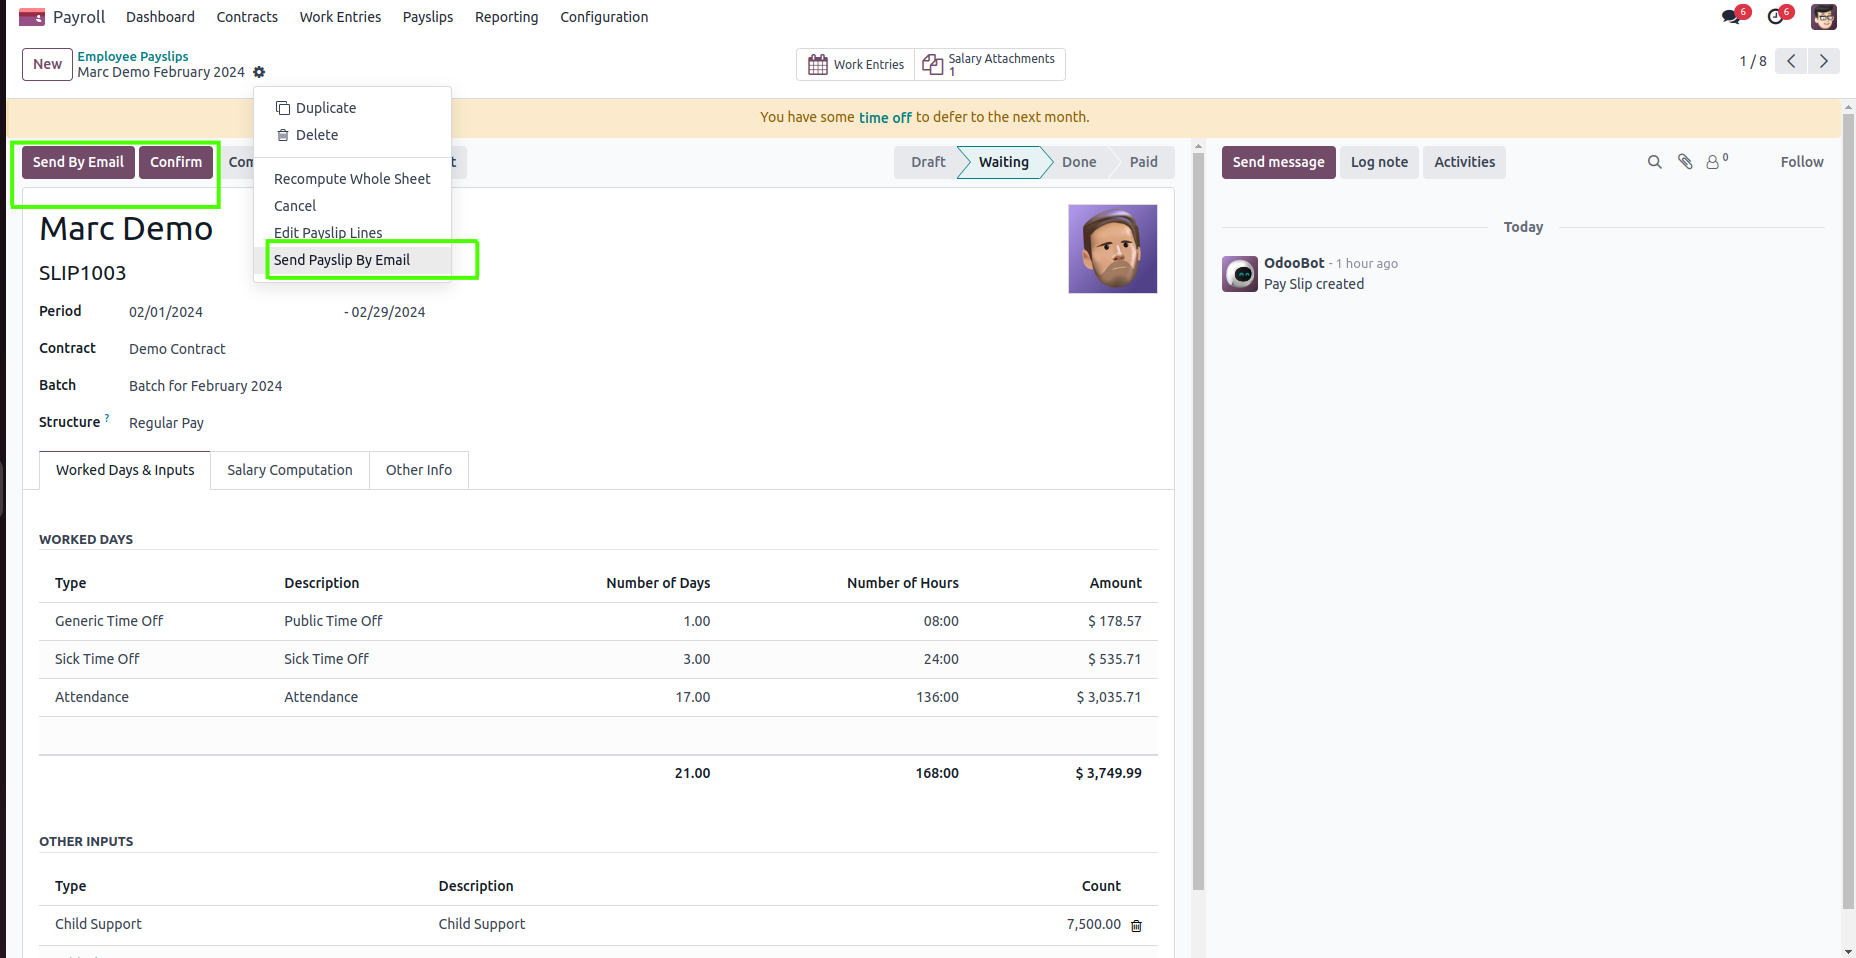 Payroll Dashboard Contracts Work Entries Payslips Reporting Configuration 6 6
New Employee Payslips
Marc Demo February 2024
Work Entries Salary Attachments
1
1 / 8
Duplicate
Delete
Recompute Whole Sheet
Cancel
Edit Payslip Lines
Send Payslip By Email
You have some time off to defer to the next month.
Send By Email Confirm Com t Draft Waiting Done Paid
Send message Log note Activities 0 Follow
Marc Demo
SLIP1003
Period 02/01/2024 - 02/29/2024
Contract Demo Contract
Batch Batch for February 2024
Structure ? Regular Pay
Today
OdooBot - 1 hour ago
Pay Slip created
Worked Days & Inputs Salary Computation Other Info
WORKED DAYS
Type Description Number of Days Number of Hours Amount
Generic Time Off Public Time Off 1.00 08:00 $ 178.57
Sick Time Off Sick Time Off 3.00 24:00 $ 535.71
Attendance Attendance 17.00 136:00 $ 3,035.71
21.00 168:00 $ 3,749.99
OTHER INPUTS
Type Description Count
Child Support Child Support 7,500.00